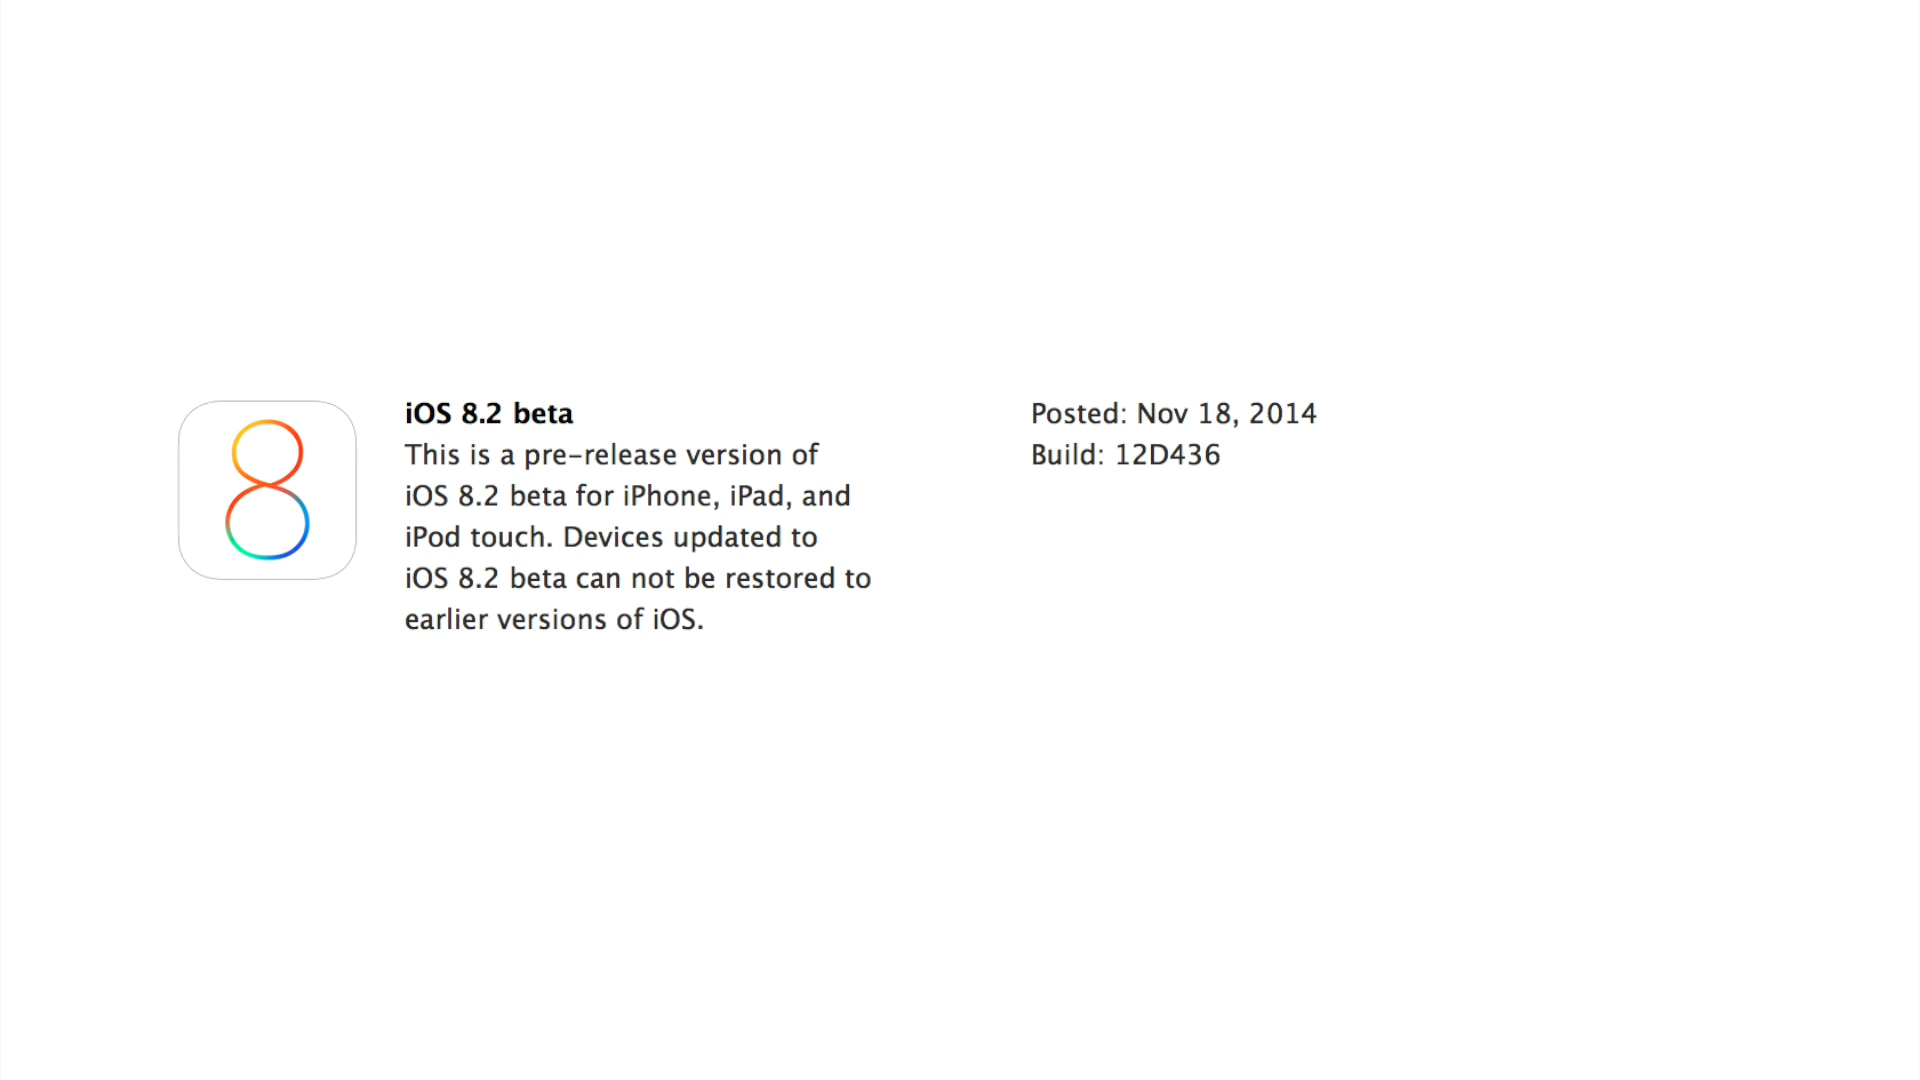 8
iOS 8.2 beta
This is a pre-release version of
iOS 8.2 beta for iPhone, iPad, and
iPod touch. Devices updated to
iOS 8.2 beta can not be restored to
earlier versions of iOS.
Posted: Nov 18, 2014
Build: 12D436